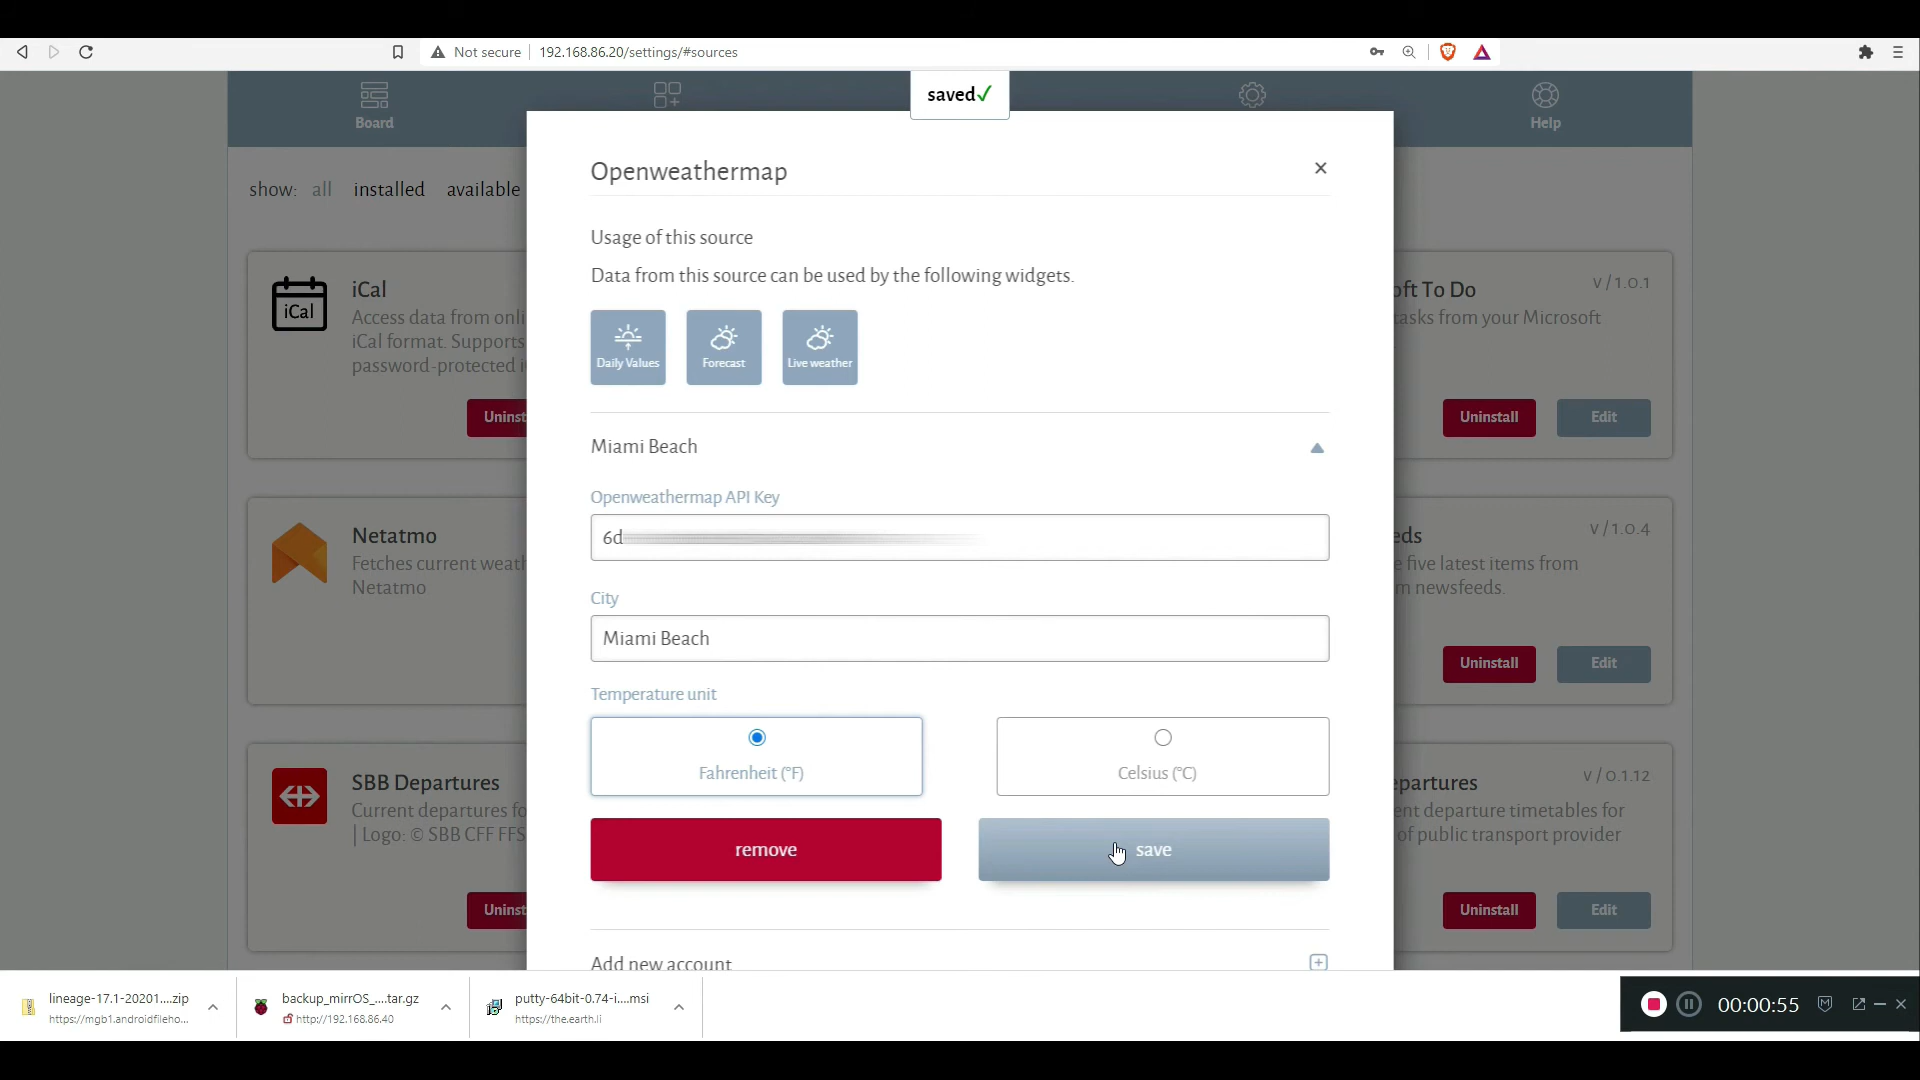 Not secure
192.168.86.20/settings/#sources
Board
saved✓
Help
show: all installed available
Openweathermap
Usage of this source
Data from this source can be used by the following widgets.
Daily Values
Forecast
Live weather
Miami Beach
Openweathermap API Key
6d
City
Miami Beach
Temperature unit
Fahrenheit (°F)
Celsius (°C)
remove
save
Add new account
iCal
iCal
Access data from onli
iCal format. Supports
password-protected i
Uninst
oft To Do
v / 1.0.1
tasks from your Microsoft
Uninstall
Edit
Netatmo
Fetches current weat
Netatmo
eds
v / 1.0.4
e five latest items from
m newsfeeds.
Uninstall
Edit
SBB Departures
Current departures fo
| Logo: © SBB CFF FFS
Uninst
epartures
v / 0.1.12
ent departure timetables for
of public transport provider
Uninstall
Edit
lineage-17.1-20201....zip
https://mgb1.androidfileho...
backup_mirrOS_....tar.gz
http://192.168.86.40
putty-64bit-0.74-i....msi
https://the.earth.li
00:00:55